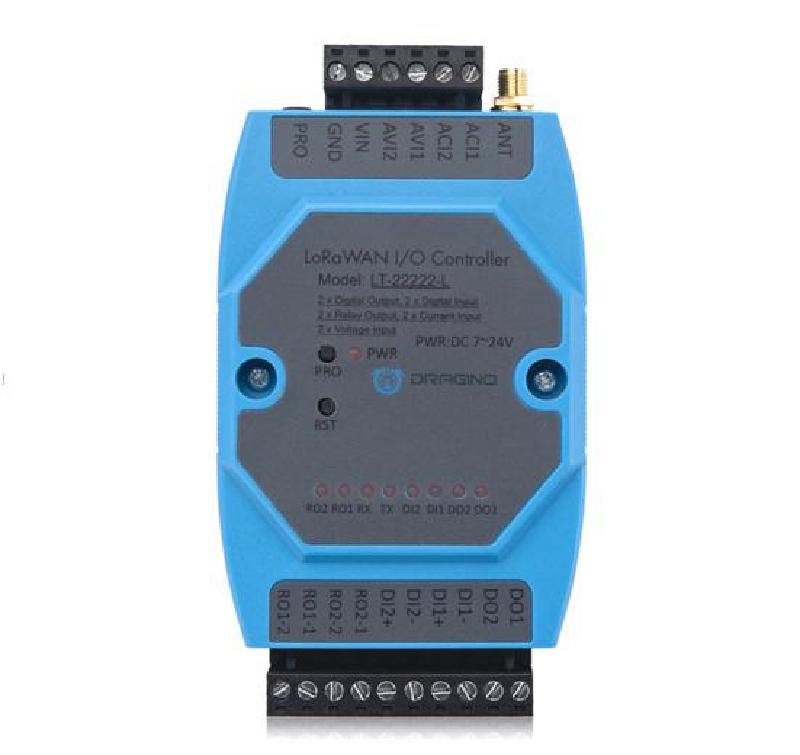 PRO GND VIN AVI2 AVI1 ACI2 ACI1 ANT
LoRaWAN I/O Controller
Model: LT-22222-L
2 x Digital Output, 2 x Digital Input
2 x Relay Output, 2 x Current Input
2 x Voltage Input
PWR:DC 7~24V
PWR
PRO
DRAGINO
RST
RO2 RO1 RX TX DI2 DI1 DO2 DO1
RO1-2 RO1-1 RO2-2 RO2-1 DI2+ DI2- DI1+ DI1- DO2 DO1